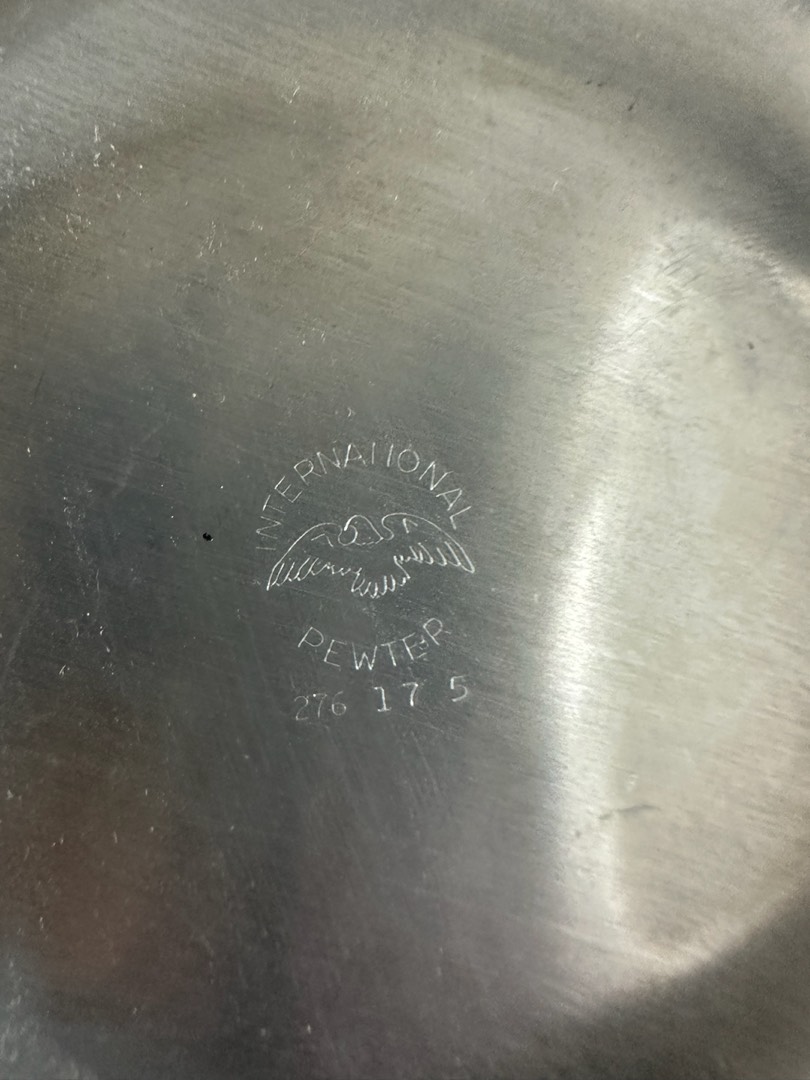 INTERNATIONAL
PEWTER
276 17 5